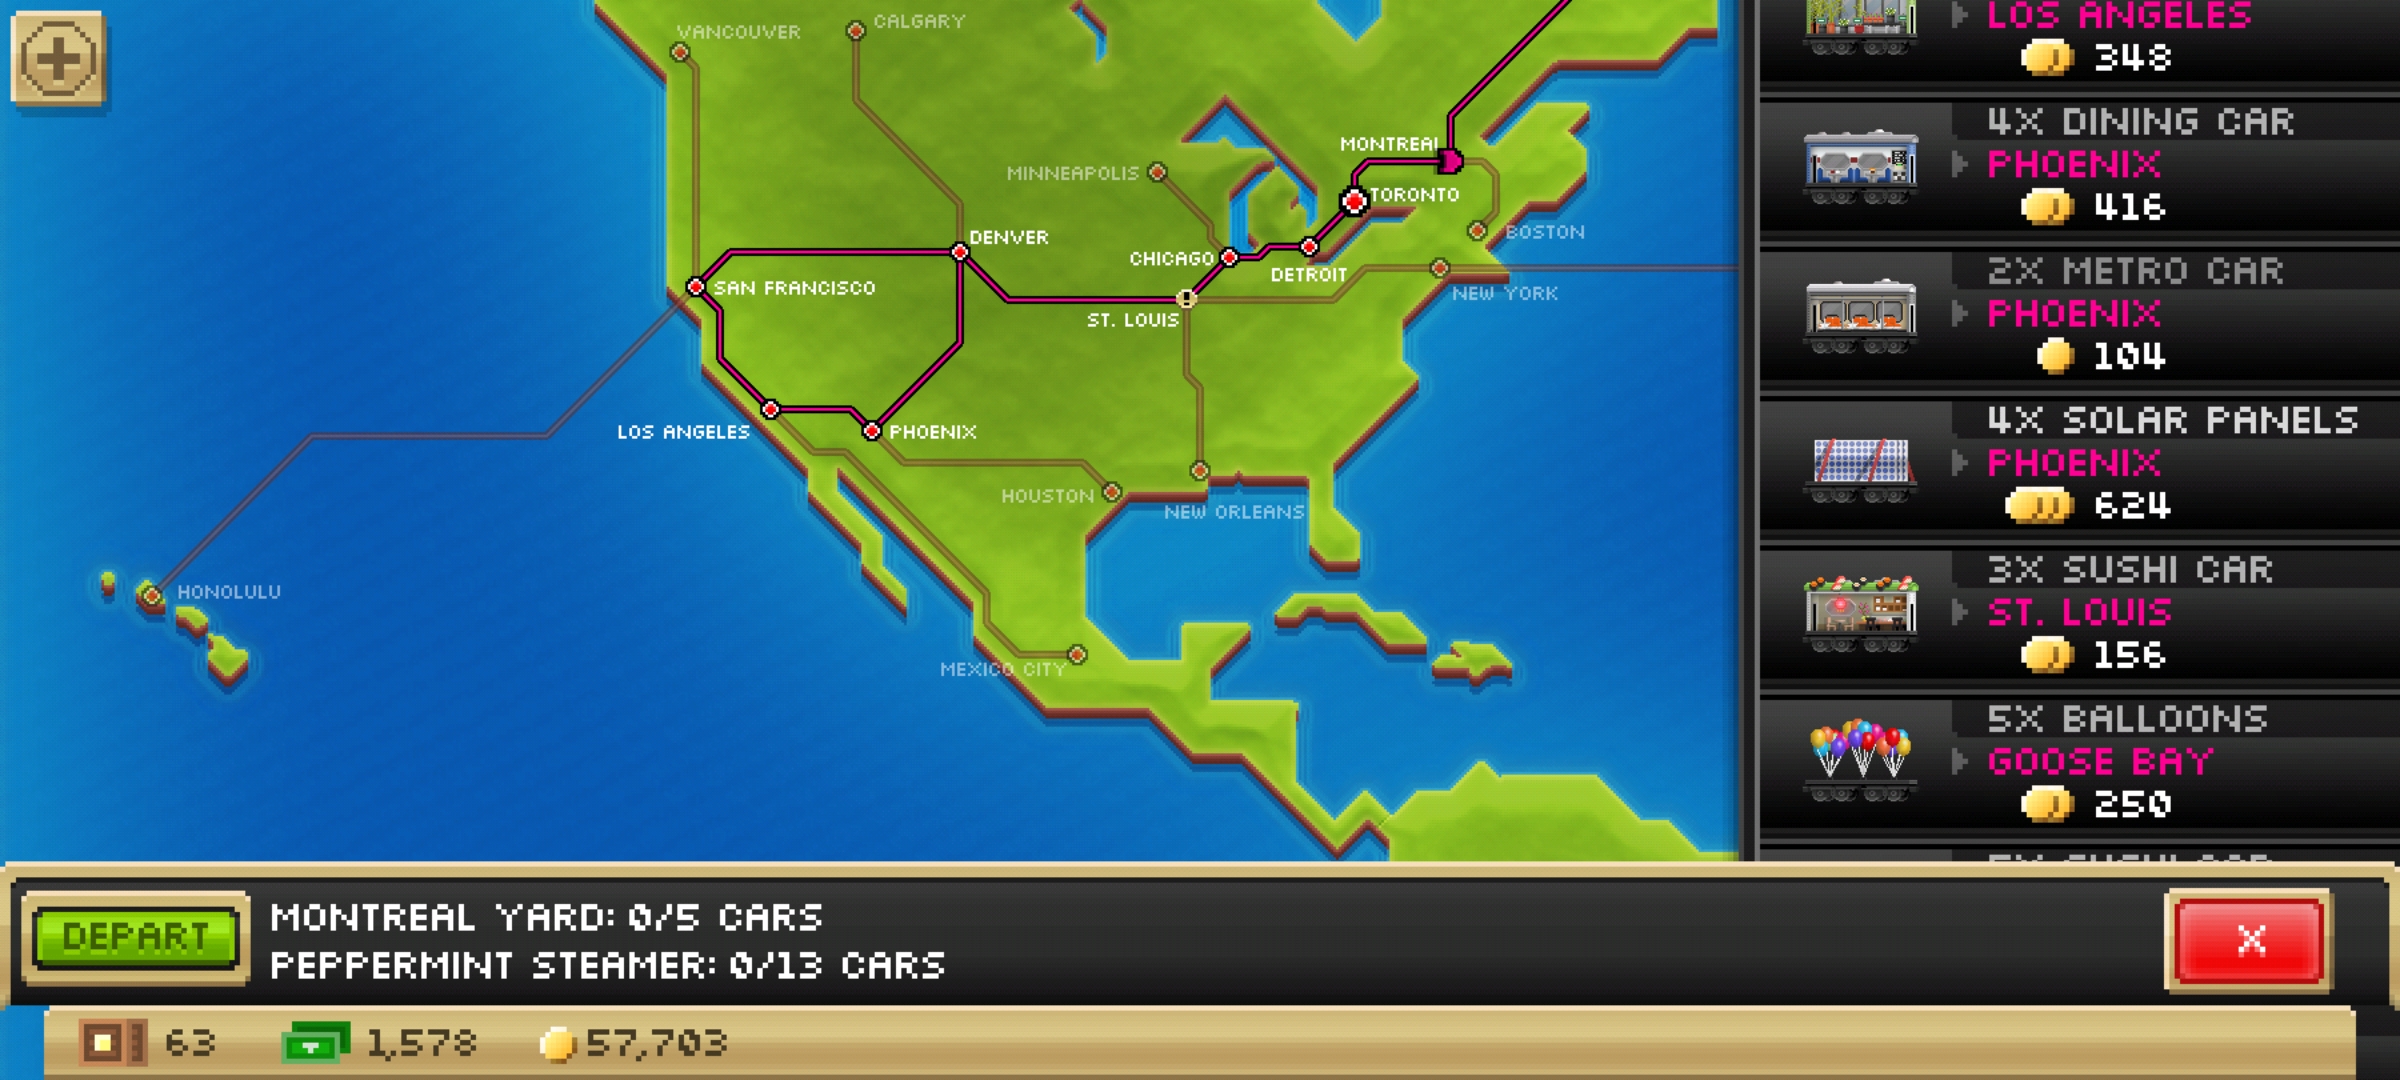 VANCOUVER
CALGARY
MINNEAPOLIS
MONTREAL
TORONTO
BOSTON
DENVER
CHICAGO
DETROIT
SAN FRANCISCO
NEW YORK
ST. LOUIS
LOS ANGELES
PHOENIX
HOUSTON
NEW ORLEANS
HONOLULU
MEXICO CITY
LOS ANGELES
348
4X DINING CAR
PHOENIX
416
2X METRO CAR
PHOENIX
104
4X SOLAR PANELS
PHOENIX
624
3X SUSHI CAR
ST. LOUIS
156
5X BALLOONS
GOOSE BAY
250
DEPART
MONTREAL YARD: 0/5 CARS
PEPPERMINT STEAMER: 0/13 CARS
X
63
1,578
57,703